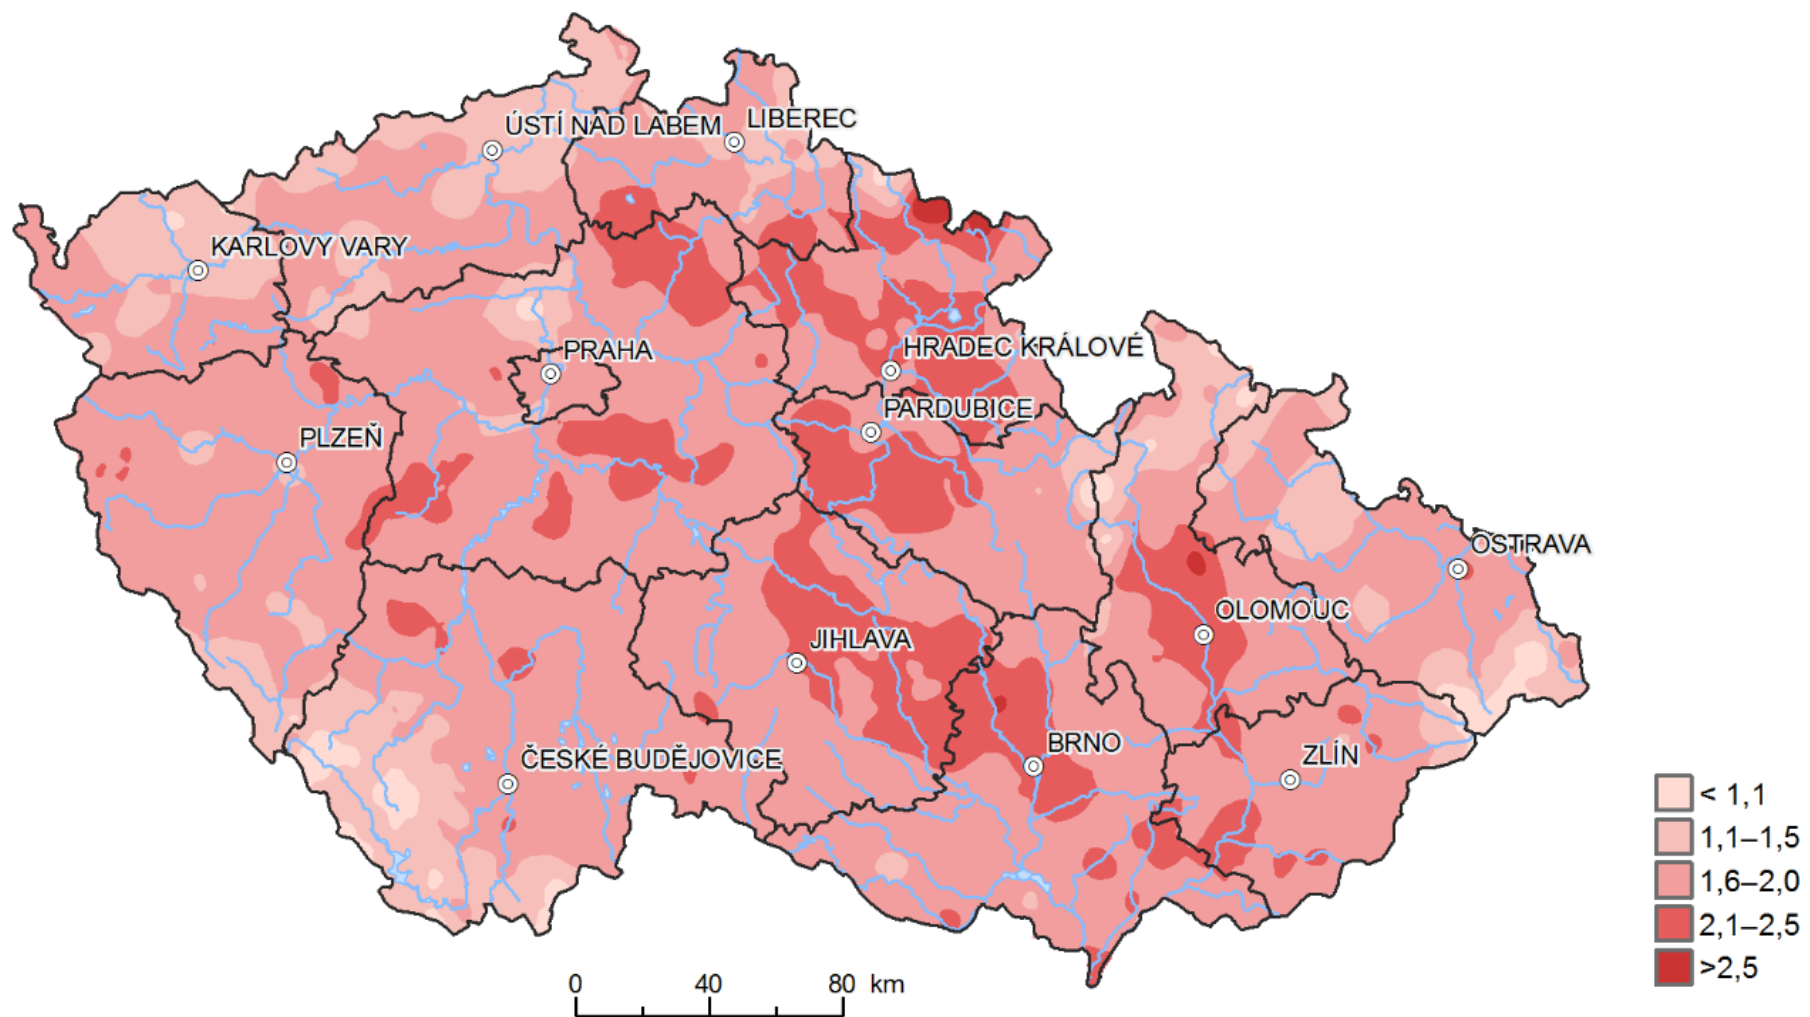 LIBEREC
ÚSTÍ NAD LABEM
KARLOVY VARY
HRADEC KRÁLOVÉ
PRAHA
PARDUBICE
PLZEŇ
OSTRAVA
OLOMOUC
JIHLAVA
BRNO
ZLÍN
ČESKÉ BUDĚJOVICE
< 1,1
1,1–1,5
1,6–2,0
2,1–2,5
>2,5
0 40 80 km